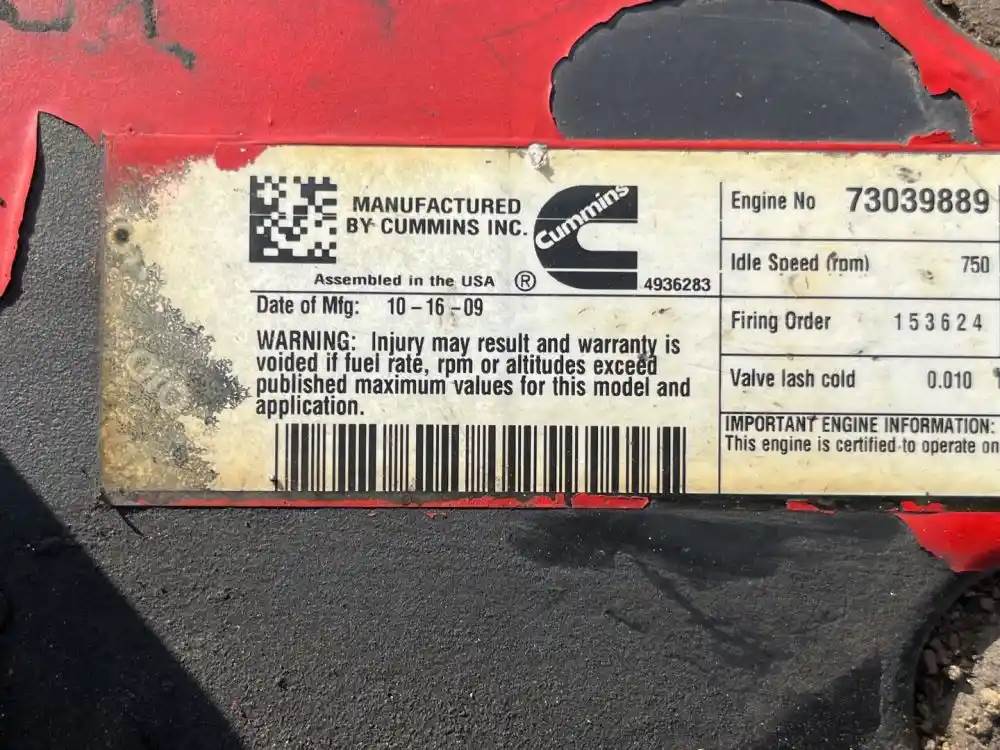 MANUFACTURED
BY CUMMINS INC.
Cummins
Assembled in the USA ®
4936283
Date of Mfg: 10-16-09
WARNING: Injury may result and warranty is
voided if fuel rate, rpm or altitudes exceed
published maximum values for this model and
application.
Engine No 73039889
Idle Speed (rpm) 750
Firing Order 153624
Valve lash cold 0.010
IMPORTANT ENGINE INFORMATION:
This engine is certified to operate on